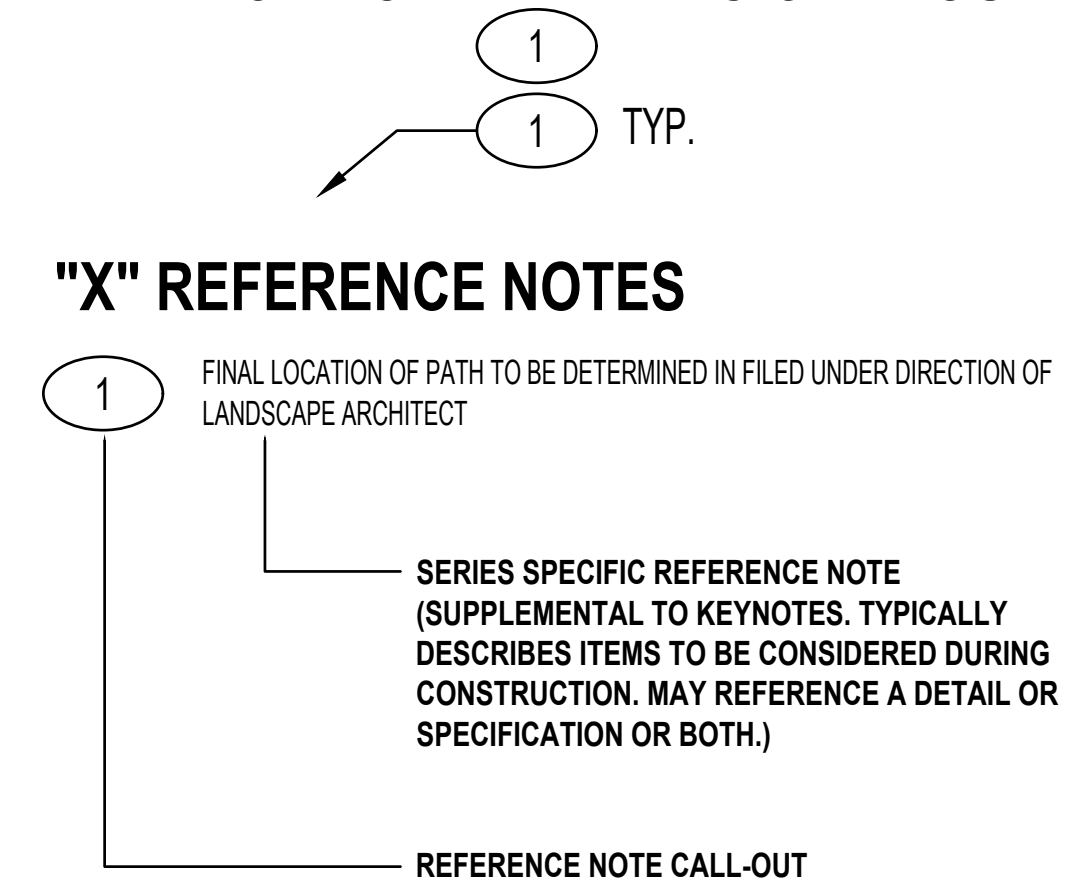 1
1 TYP.
"X" REFERENCE NOTES
1 FINAL LOCATION OF PATH TO BE DETERMINED IN FILED UNDER DIRECTION OF
LANDSCAPE ARCHITECT
SERIES SPECIFIC REFERENCE NOTE
(SUPPLEMENTAL TO KEYNOTES. TYPICALLY
DESCRIBES ITEMS TO BE CONSIDERED DURING
CONSTRUCTION. MAY REFERENCE A DETAIL OR
SPECIFICATION OR BOTH.)
REFERENCE NOTE CALL-OUT